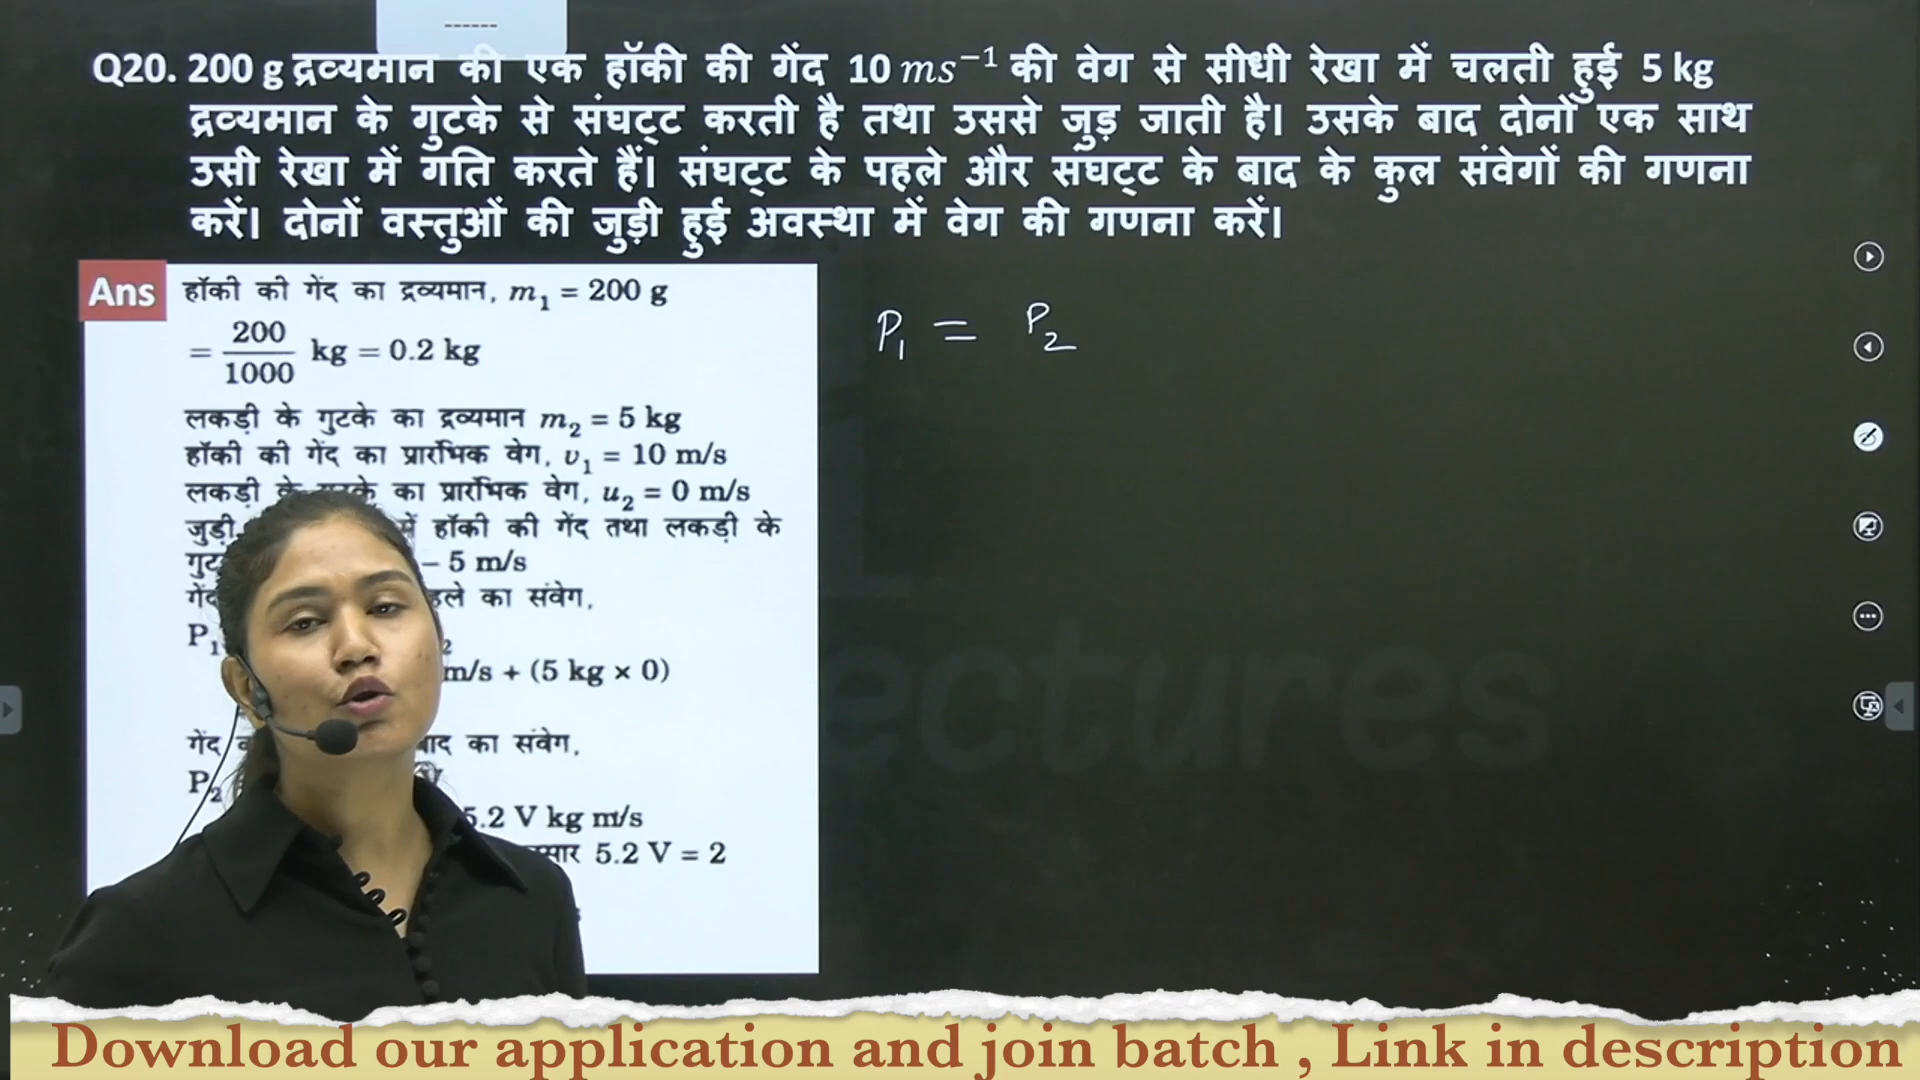 ------
Q20. 200 g द्रव्यमान की एक हॉकी की गेंद 10 ms⁻¹ की वेग से सीधी रेखा में चलती हुई 5 kg
द्रव्यमान के गुटके से संघट्ट करती है तथा उससे जुड़ जाती है। उसके बाद दोनों एक साथ
उसी रेखा में गति करते हैं। संघट्ट के पहले और संघट्ट के बाद के कुल संवेगों की गणना
करें। दोनों वस्तुओं की जुड़ी हुई अवस्था में वेग की गणना करें।
Ans हॉकी की गेंद का द्रव्यमान, m₁ = 200 g
= 200/1000 kg = 0.2 kg
P₁ = P₂
लकड़ी के गुटके का द्रव्यमान m₂ = 5 kg
हॉकी की गेंद का प्रारंभिक वेग, υ₁ = 10 m/s
लकड़ी के का प्रारंभिक वेग, u₂ = 0 m/s
जुड़ी में हॉकी की गेंद तथा लकड़ी के
– 5 m/s
का संवेग,
P₁
m/s + (5 kg × 0)
गेंद बाद का संवेग,
P₂ V
5.2 V kg m/s
5.2 V = 2
ectures
Download our application and join batch , Link in description